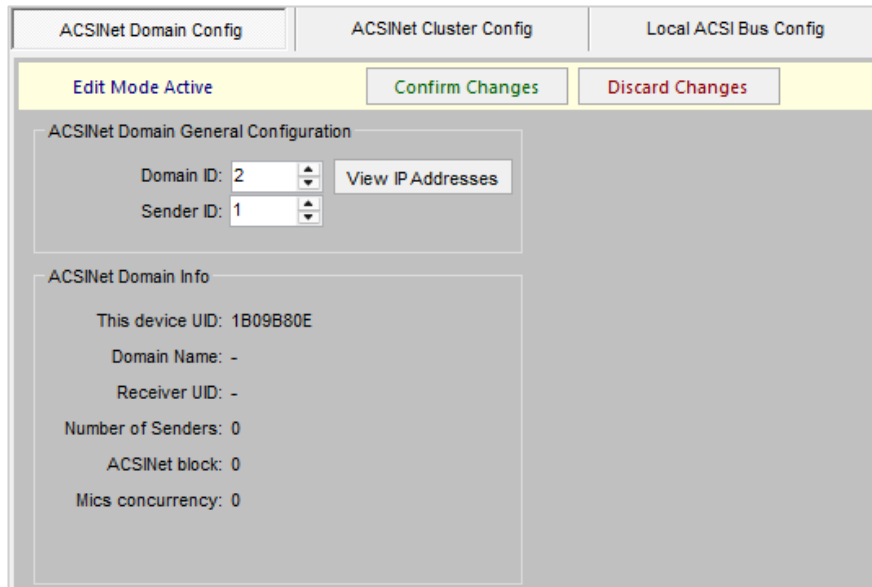 ACSINet Domain Config
ACSINet Cluster Config
Local ACSI Bus Config
Edit Mode Active
Confirm Changes
Discard Changes
ACSINet Domain General Configuration
Domain ID: 2
View IP Addresses
Sender ID: 1
ACSINet Domain Info
This device UID: 1B09B80E
Domain Name: -
Receiver UID: -
Number of Senders: 0
ACSINet block: 0
Mics concurrency: 0